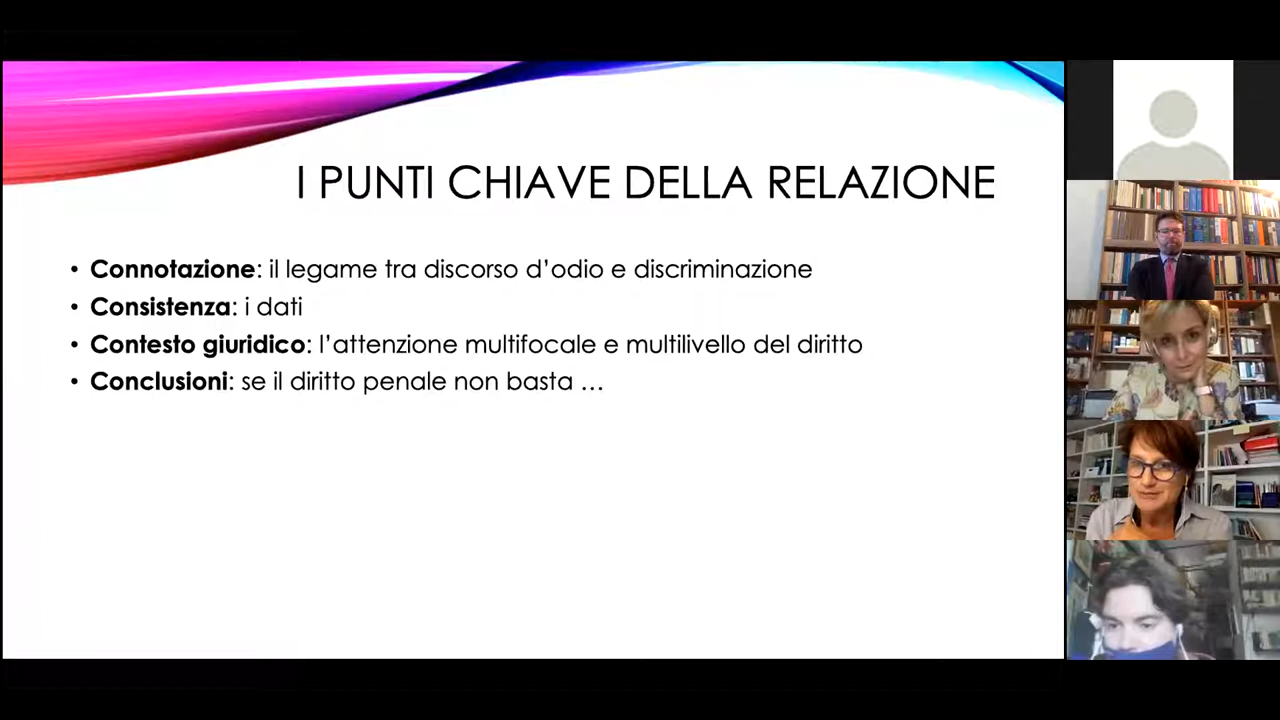 I PUNTI CHIAVE DELLA RELAZIONE
• Connotazione: il legame tra discorso d’odio e discriminazione
• Consistenza: i dati
• Contesto giuridico: l’attenzione multifocale e multilivello del diritto
• Conclusioni: se il diritto penale non basta …